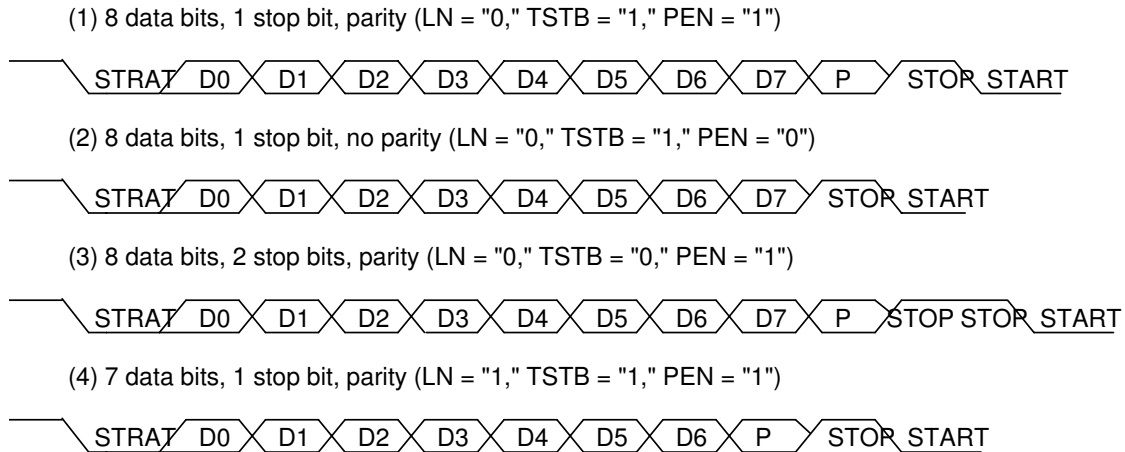 (1) 8 data bits, 1 stop bit, parity (LN = "0," TSTB = "1," PEN = "1")
STRAT D0 D1 D2 D3 D4 D5 D6 D7 P STOP START
(2) 8 data bits, 1 stop bit, no parity (LN = "0," TSTB = "1," PEN = "0")
STRAT D0 D1 D2 D3 D4 D5 D6 D7 STOP START
(3) 8 data bits, 2 stop bits, parity (LN = "0," TSTB = "0," PEN = "1")
STRAT D0 D1 D2 D3 D4 D5 D6 D7 P STOP STOP START
(4) 7 data bits, 1 stop bit, parity (LN = "1," TSTB = "1," PEN = "1")
STRAT D0 D1 D2 D3 D4 D5 D6 P STOP START